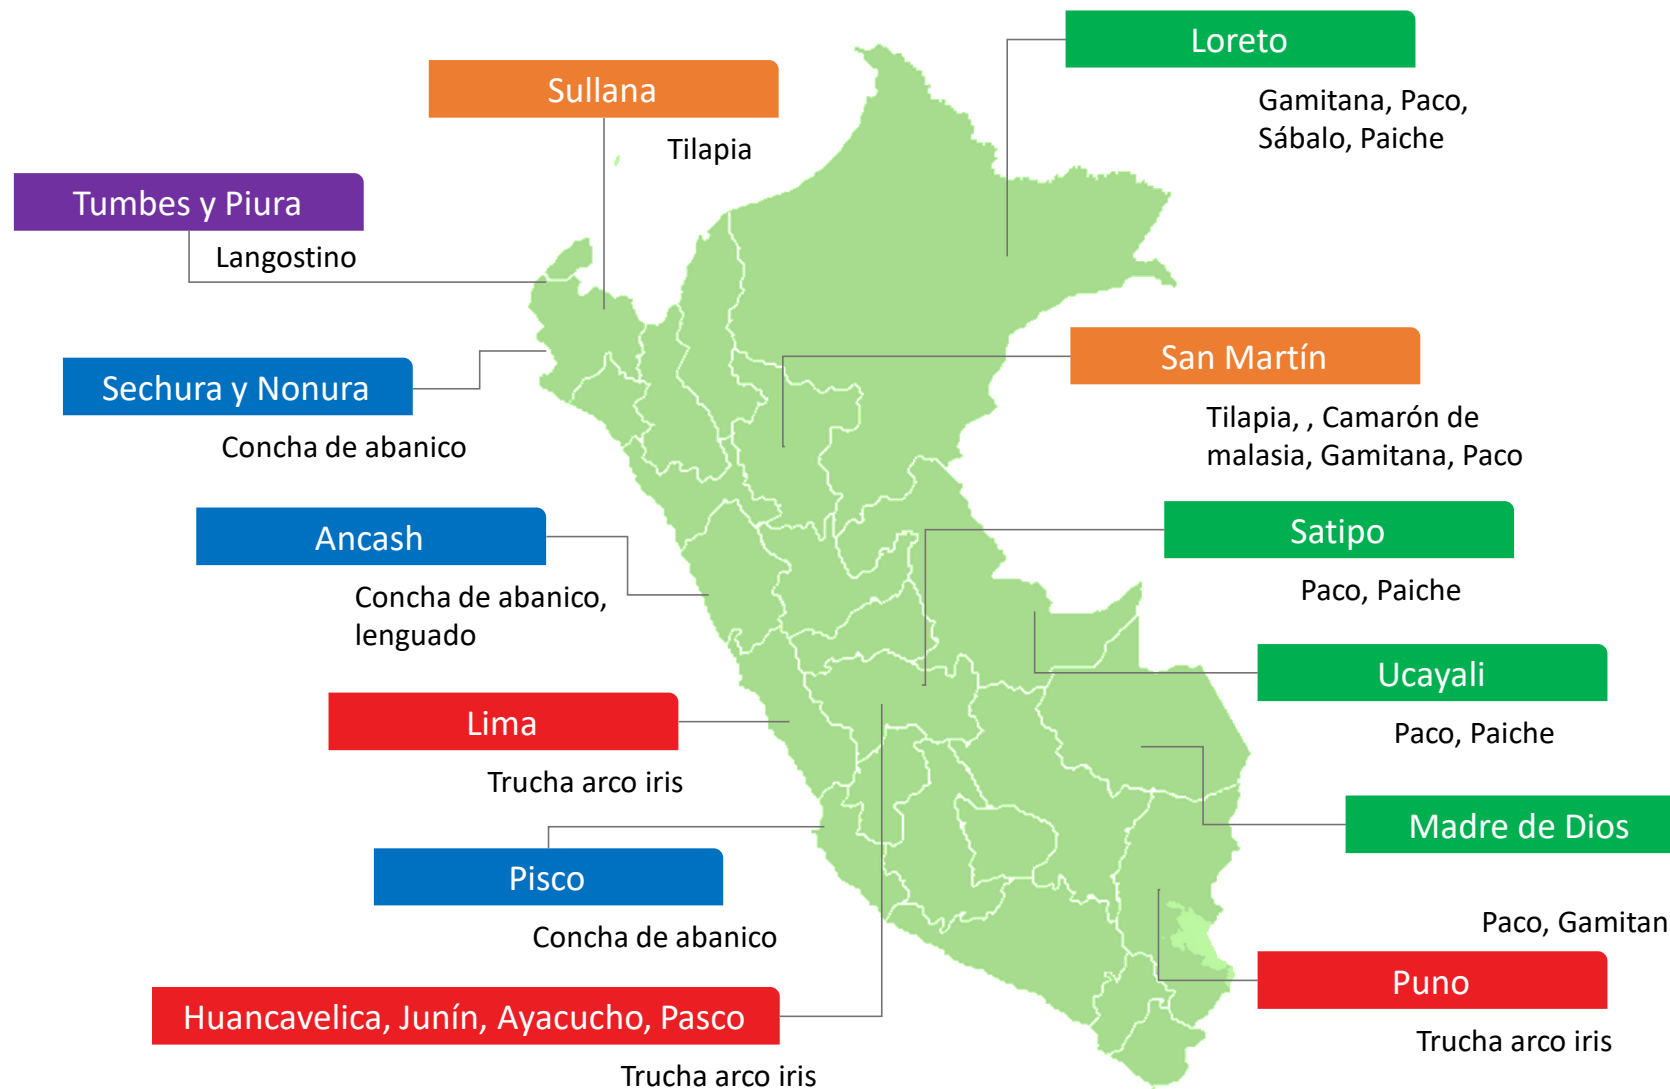 Loreto
Gamitana, Paco,
Sábalo, Paiche
Sullana
Tilapia
Tumbes y Piura
Langostino
San Martín
Tilapia, , Camarón de
malasia, Gamitana, Paco
Sechura y Nonura
Concha de abanico
Ancash
Concha de abanico,
lenguado
Satipo
Paco, Paiche
Ucayali
Paco, Paiche
Lima
Trucha arco iris
Madre de Dios
Paco, Gamitan
Pisco
Concha de abanico
Puno
Trucha arco iris
Huancavelica, Junín, Ayacucho, Pasco
Trucha arco iris